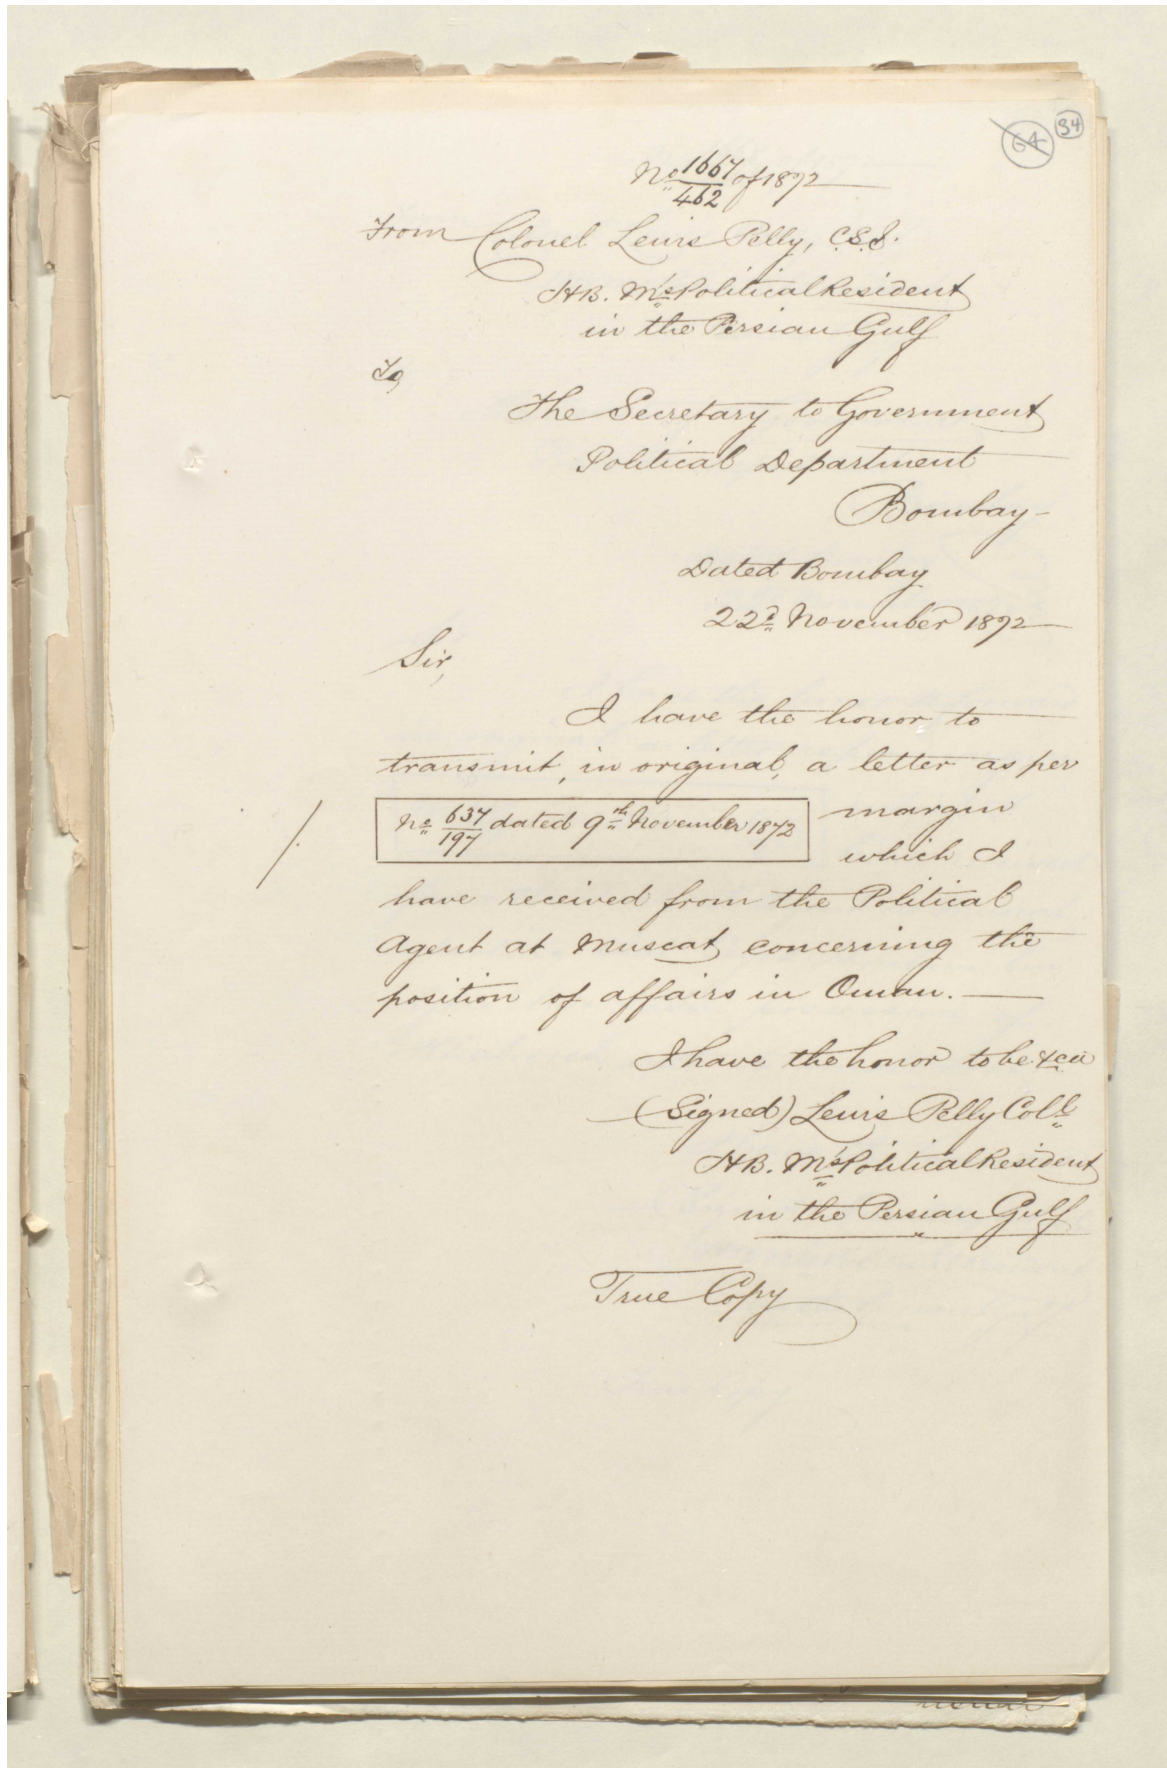 64 34
No 1667/462 of 1872
From Colonel Lewis Pelly, C.S.I.
H.B. M's Political Resident
in the Persian Gulf
To,
The Secretary to Government
Political Department
Bombay -
Dated Bombay
22d November 1872
Sir,
I have the honor to
transmit, in original, a letter as per
No 637/197 dated 9th November 1872
margin
which I
have received from the Political
Agent at Muscat concerning the
position of affairs in Oman. —
I have the honor to be &ca
(Signed) Lewis Pelly Coll
H.B. M's Political Resident
in the Persian Gulf
True Copy